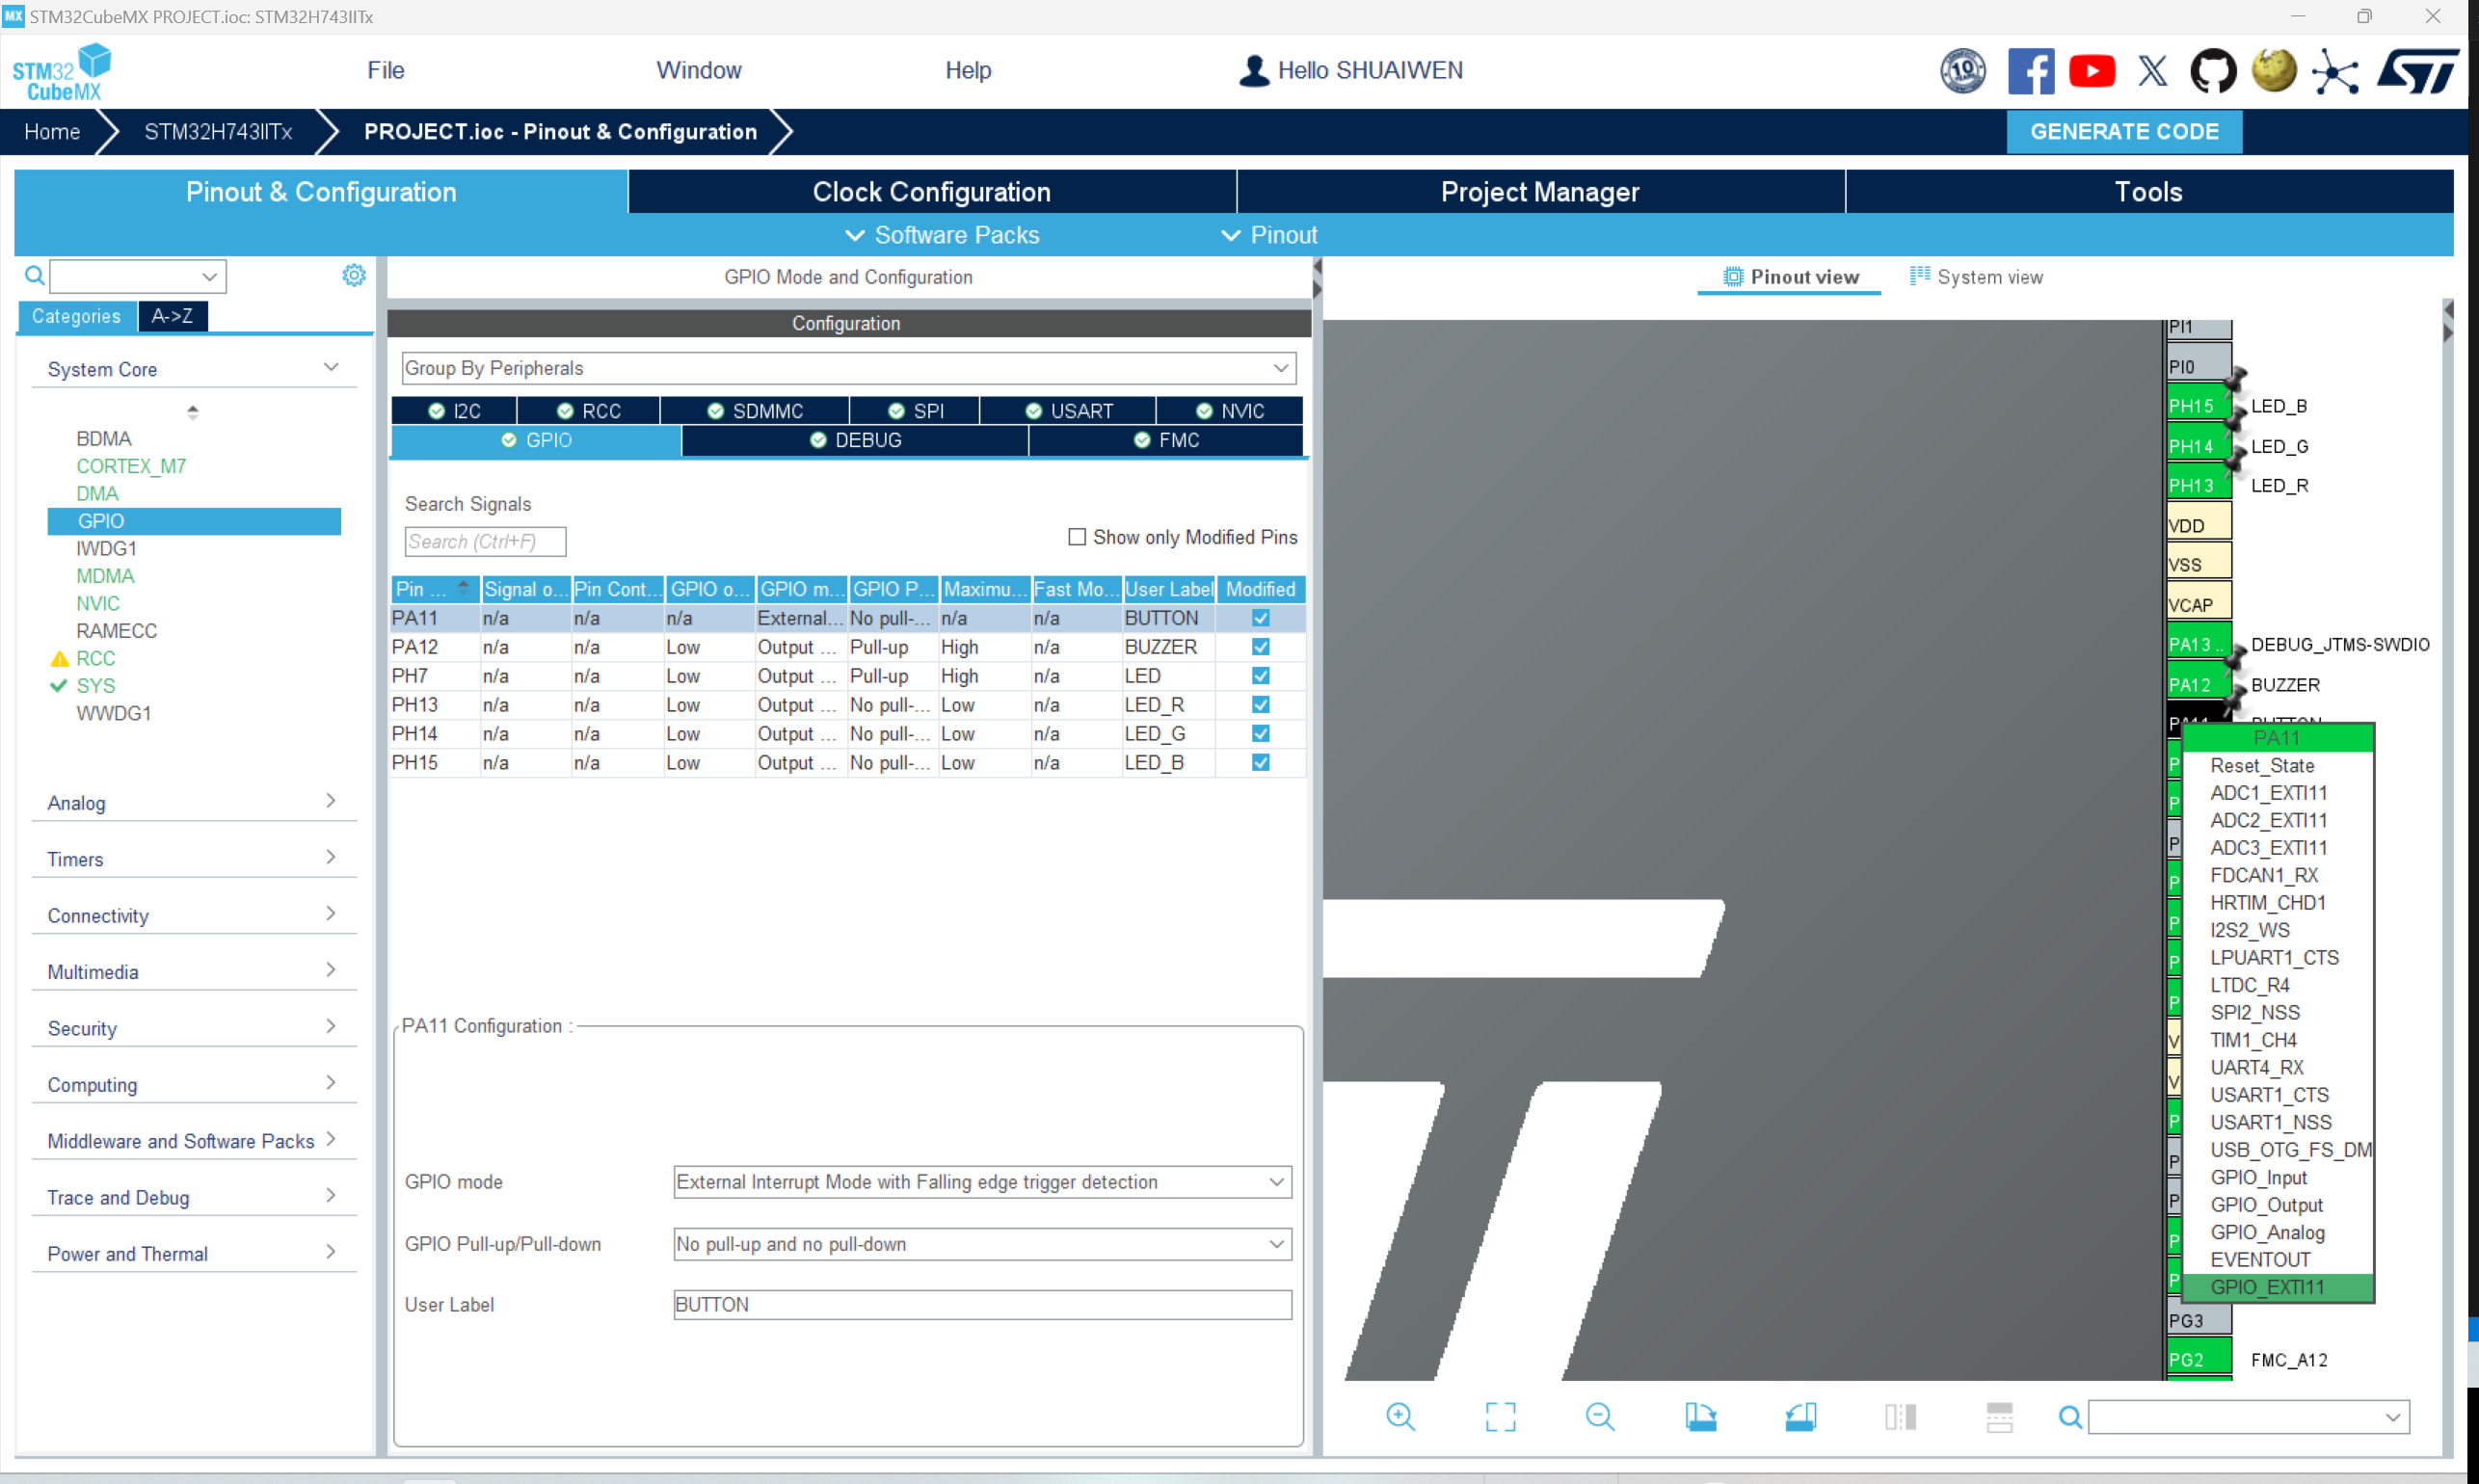 MX STM32CubeMX PROJECT.ioc: STM32H743IITx
STM32 CubeMX
File Window Help Hello SHUAIWEN
10 YEARS
ST
Home STM32H743IITx PROJECT.ioc - Pinout & Configuration GENERATE CODE
Pinout & Configuration Clock Configuration Project Manager Tools
Software Packs Pinout
Categories A->Z
System Core
BDMA
CORTEX_M7
DMA
GPIO
IWDG1
MDMA
NVIC
RAMECC
RCC
SYS
WWDG1
Analog
Timers
Connectivity
Multimedia
Security
Computing
Middleware and Software Packs
Trace and Debug
Power and Thermal
GPIO Mode and Configuration
Configuration
Group By Peripherals
I2C RCC SDMMC SPI USART NVIC
GPIO DEBUG FMC
Search Signals
Search (Ctrl+F) Show only Modified Pins
Pin ... Signal o... Pin Cont... GPIO o... GPIO m... GPIO P... Maximu... Fast Mo... User Label Modified
PA11 n/a n/a n/a External... No pull-... n/a n/a BUTTON
PA12 n/a n/a Low Output ... Pull-up High n/a BUZZER
PH7 n/a n/a Low Output ... Pull-up High n/a LED
PH13 n/a n/a Low Output ... No pull-... Low n/a LED_R
PH14 n/a n/a Low Output ... No pull-... Low n/a LED_G
PH15 n/a n/a Low Output ... No pull-... Low n/a LED_B
PA11 Configuration :
GPIO mode External Interrupt Mode with Falling edge trigger detection
GPIO Pull-up/Pull-down No pull-up and no pull-down
User Label BUTTON
Pinout view System view
PI1
PI0
PH15 LED_B
PH14 LED_G
PH13 LED_R
VDD
VSS
VCAP
PA13 .. DEBUG_JTMS-SWDIO
PA12 BUZZER
PA11 BUTTON
PA11
Reset_State
ADC1_EXTI11
ADC2_EXTI11
ADC3_EXTI11
FDCAN1_RX
HRTIM_CHD1
I2S2_WS
LPUART1_CTS
LTDC_R4
SPI2_NSS
TIM1_CH4
UART4_RX
USART1_CTS
USART1_NSS
USB_OTG_FS_DM
GPIO_Input
GPIO_Output
GPIO_Analog
EVENTOUT
GPIO_EXTI11
PG3
PG2 FMC_A12